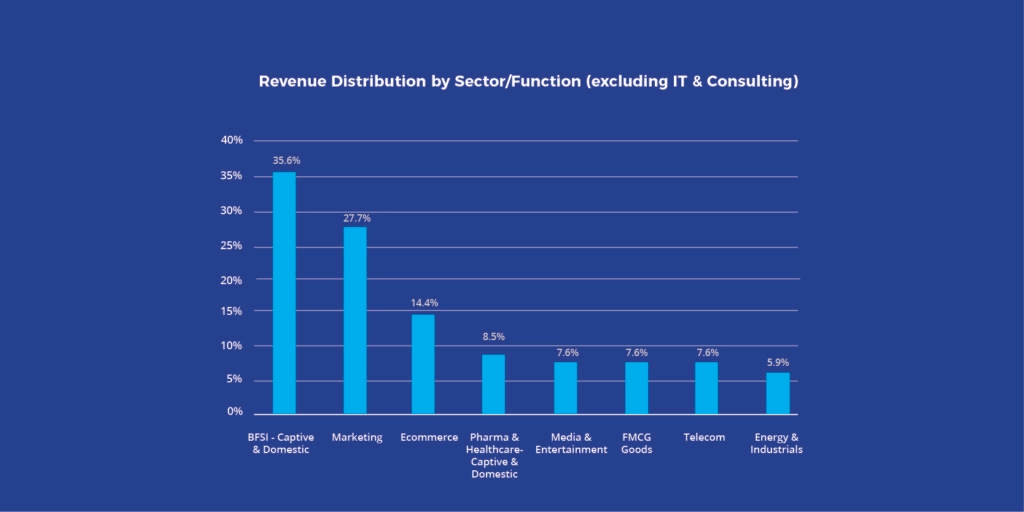 Revenue Distribution by Sector/Function (excluding IT & Consulting)
40%
35%
30%
25%
20%
15%
10%
5%
0%
35.6%
27.7%
14.4%
8.5%
7.6%
7.6%
7.6%
5.9%
BFSI - Captive
& Domestic
Marketing
Ecommerce
Pharma &
Healthcare-
Captive &
Domestic
Media &
Entertainment
FMCG
Goods
Telecom
Energy &
Industrials